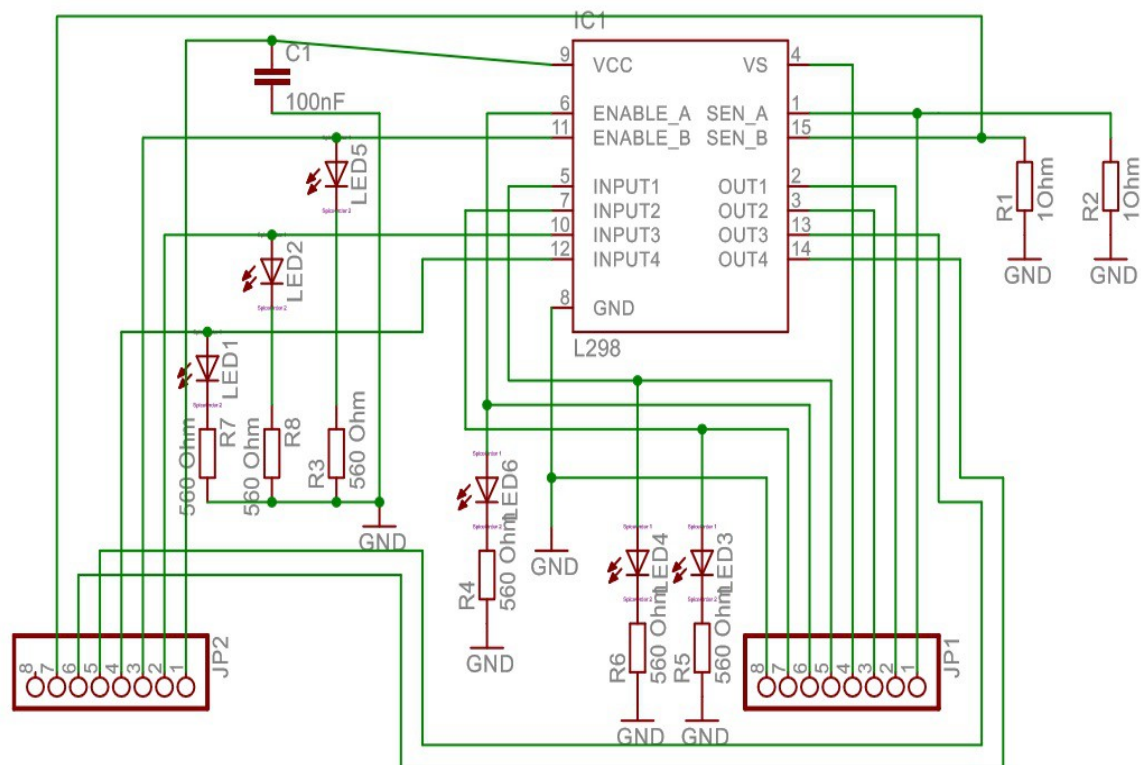 IC1
C1
100nF
9
VCC
VS
4
6
ENABLE_A
SEN_A
1
11
ENABLE_B
SEN_B
15
5
INPUT1
OUT1
2
7
INPUT2
OUT2
3
10
INPUT3
OUT3
13
12
INPUT4
OUT4
14
8
GND
L298
R1
1Ohm
GND
R2
1Ohm
GND
LED5
LED2
LED1
R7
560 Ohm
R8
560 Ohm
R3
560 Ohm
GND
LED6
R4
560 Ohm
GND
GND
LED4
R6
560 Ohm
GND
LED3
R5
560 Ohm
GND
8
7
6
5
4
3
2
1
JP2
8
7
6
5
4
3
2
1
JP1